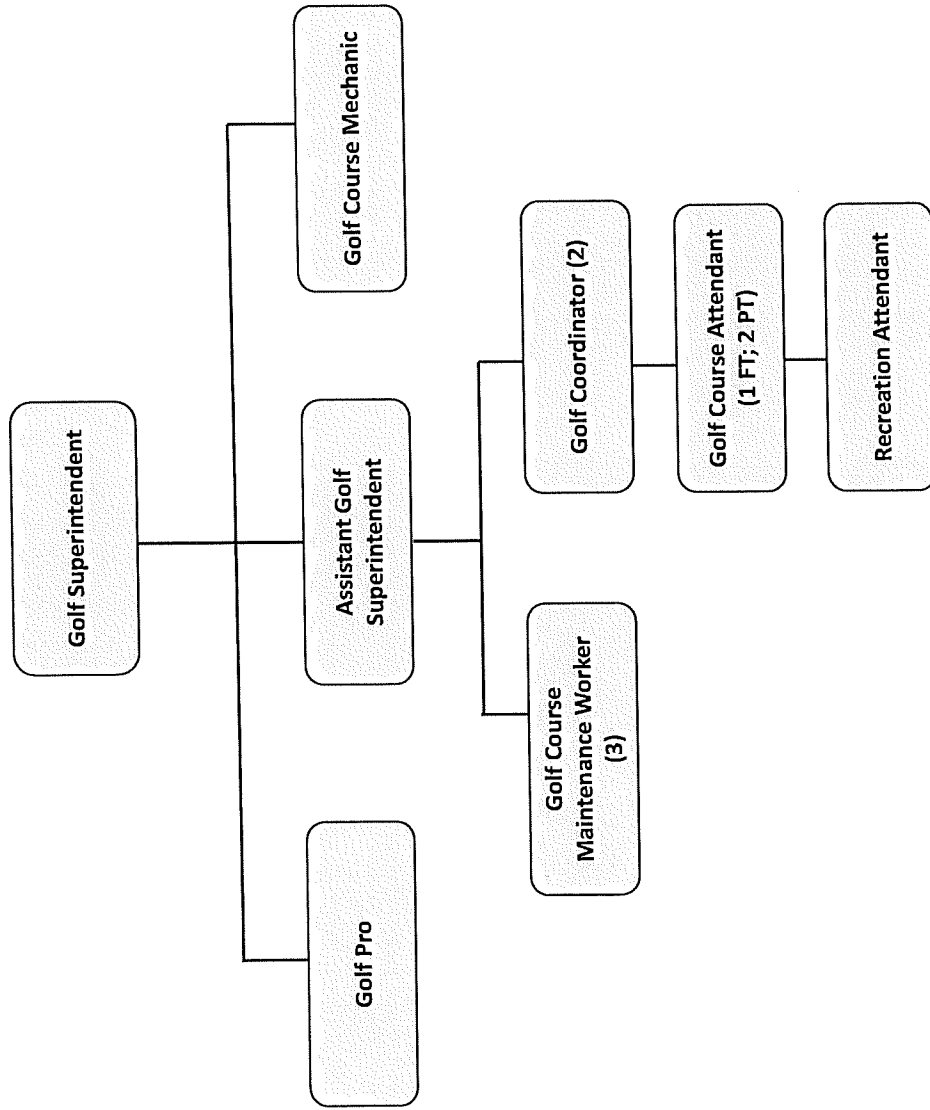 Golf Superintendent
Golf Pro
Assistant Golf
Superintendent
Golf Course Mechanic
Golf Course
Maintenance Worker
(3)
Golf Coordinator (2)
Golf Course Attendant
(1 FT; 2 PT)
Recreation Attendant